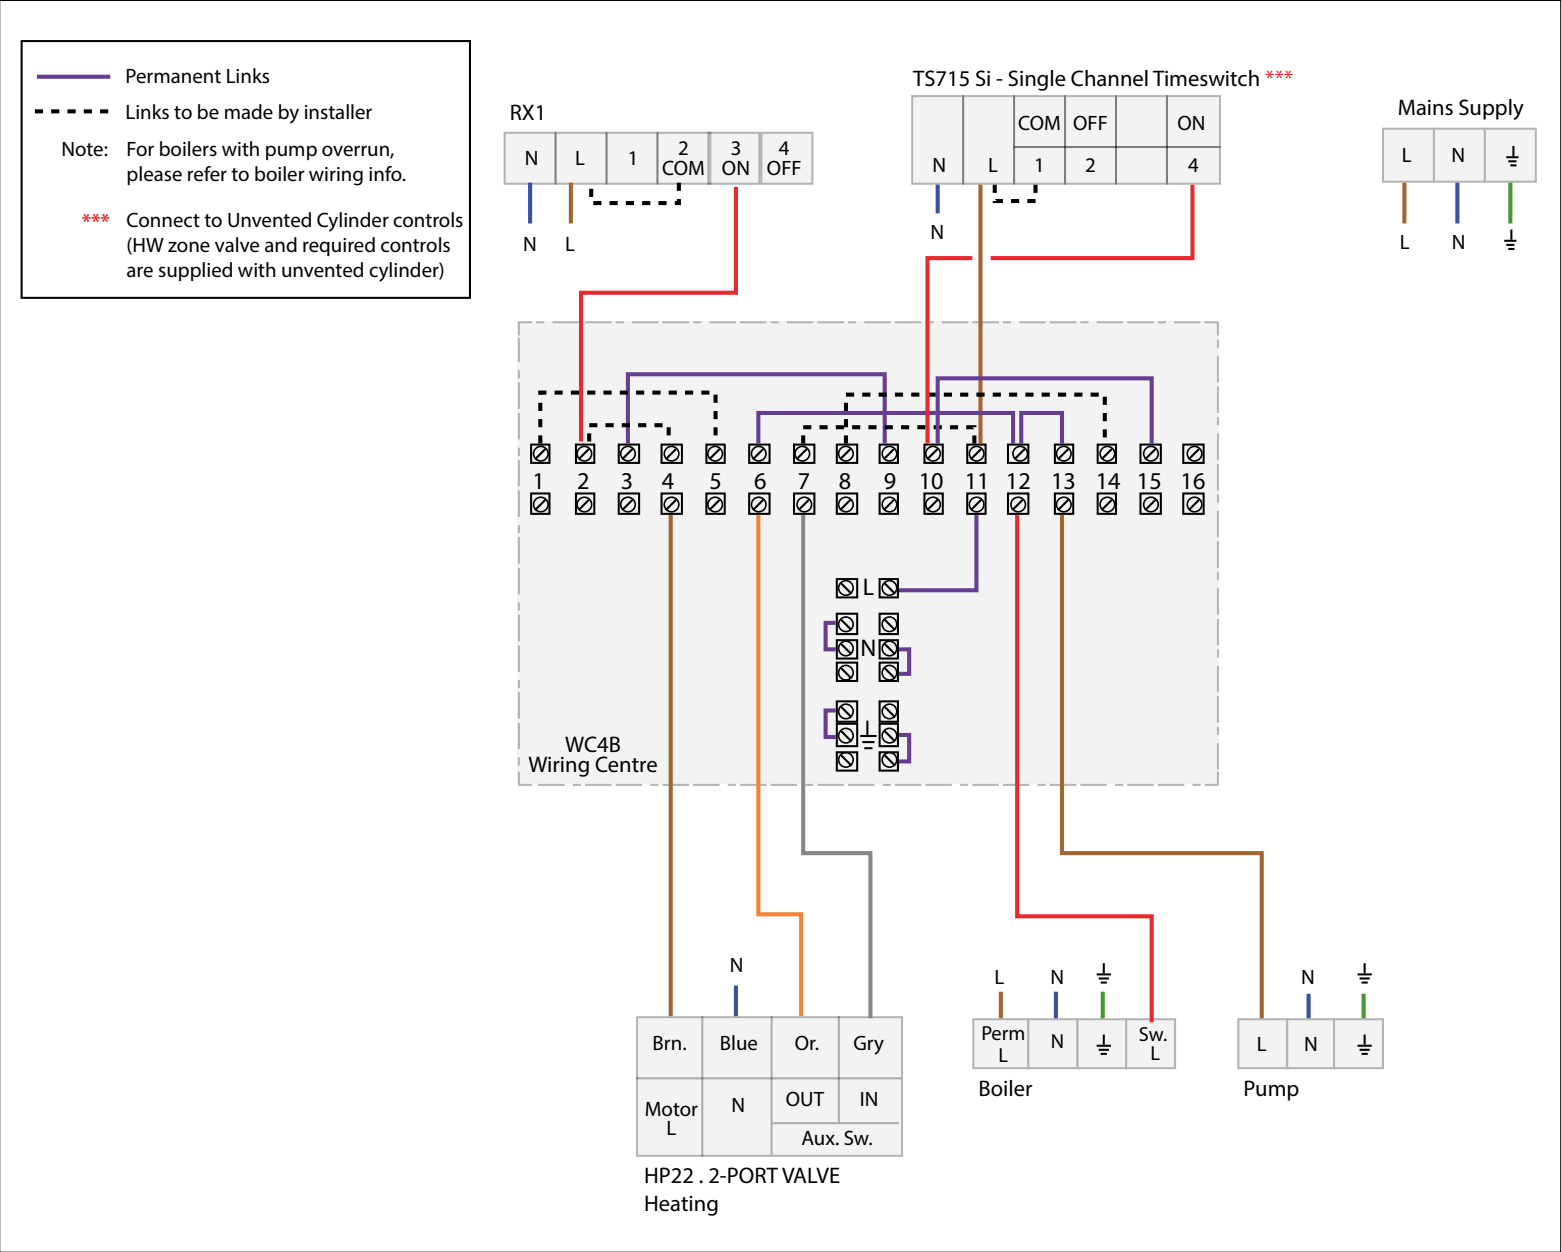 Permanent Links
Links to be made by installer
Note: For boilers with pump overrun,
please refer to boiler wiring info.
*** Connect to Unvented Cylinder controls
(HW zone valve and required controls
are supplied with unvented cylinder)
RX1
N L 1 2 COM 3 ON 4 OFF
N L
TS715 Si - Single Channel Timeswitch ***
COM OFF ON
N L 1 2 4
N
Mains Supply
L N ⏚
L N ⏚
1 2 3 4 5 6 7 8 9 10 11 12 13 14 15 16
L
N
⏚
WC4B
Wiring Centre
N
Brn. Blue Or. Gry
Motor L N OUT IN
Aux. Sw.
HP22 . 2-PORT VALVE
Heating
L N ⏚
Perm L N ⏚ Sw. L
Boiler
N ⏚
L N ⏚
Pump